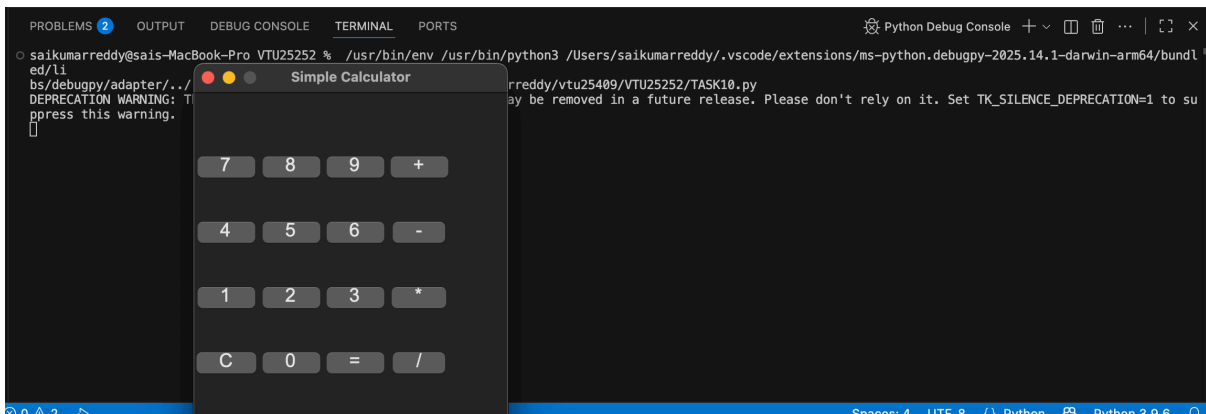 PROBLEMS 2 OUTPUT DEBUG CONSOLE TERMINAL PORTS Python Debug Console
saikumarreddy@sais-MacBook-Pro VTU25252 % /usr/bin/env /usr/bin/python3 /Users/saikumarreddy/.vscode/extensions/ms-python.debugpy-2025.14.1-darwin-arm64/bundl
ed/li
bs/debugpy/adapter/../ rreddy/vtu25409/VTU25252/TASK10.py
DEPRECATION WARNING: ay be removed in a future release. Please don't rely on it. Set TK_SILENCE_DEPRECATION=1 to su
ppress this warning.
Simple Calculator
7 8 9 +
4 5 6 -
1 2 3 *
C 0 = /
0 2 Spaces: 4 UTF-8 {} Python Python 3.9.6